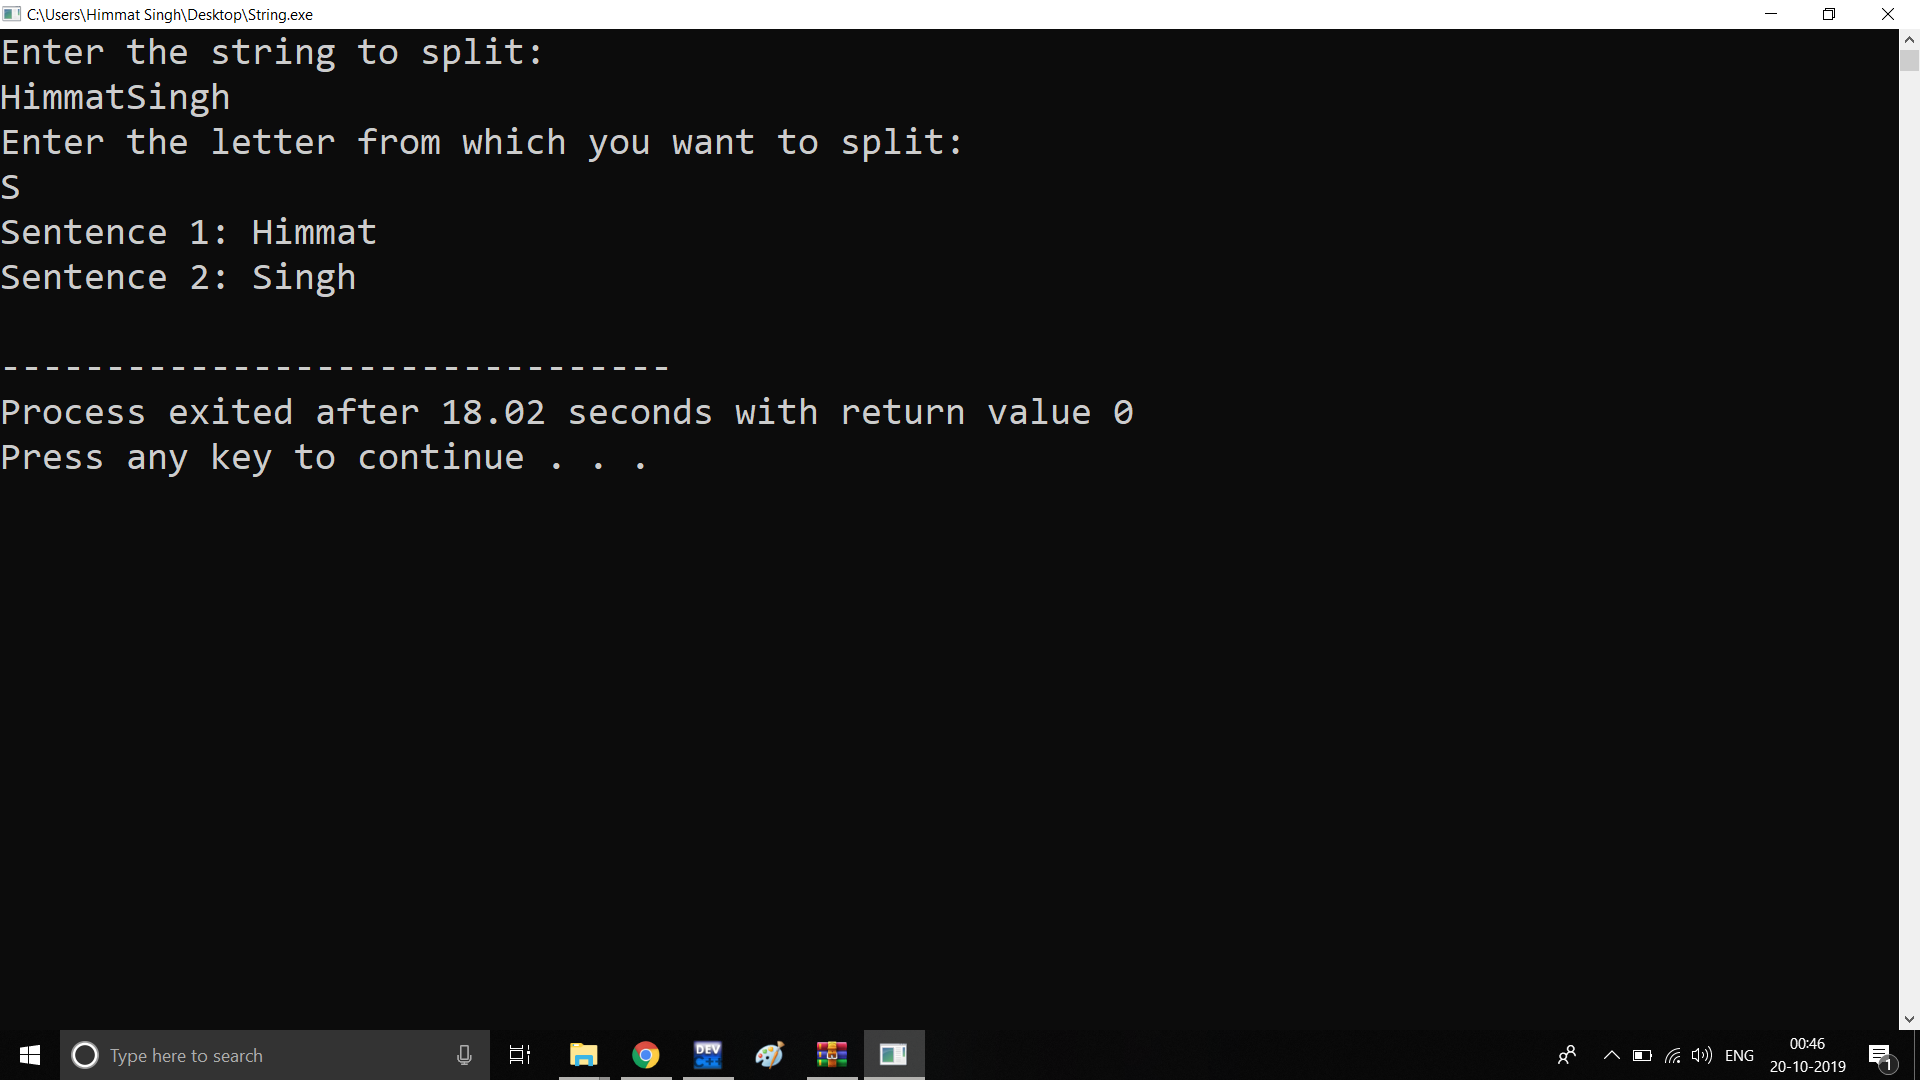 C:\Users\Himmat Singh\Desktop\String.exe
Enter the string to split:
HimmatSingh
Enter the letter from which you want to split:
S
Sentence 1: Himmat
Sentence 2: Singh
--------------------------------
Process exited after 18.02 seconds with return value 0
Press any key to continue . . .
Type here to search
DEV
C++
ENG
00:46
20-10-2019
1